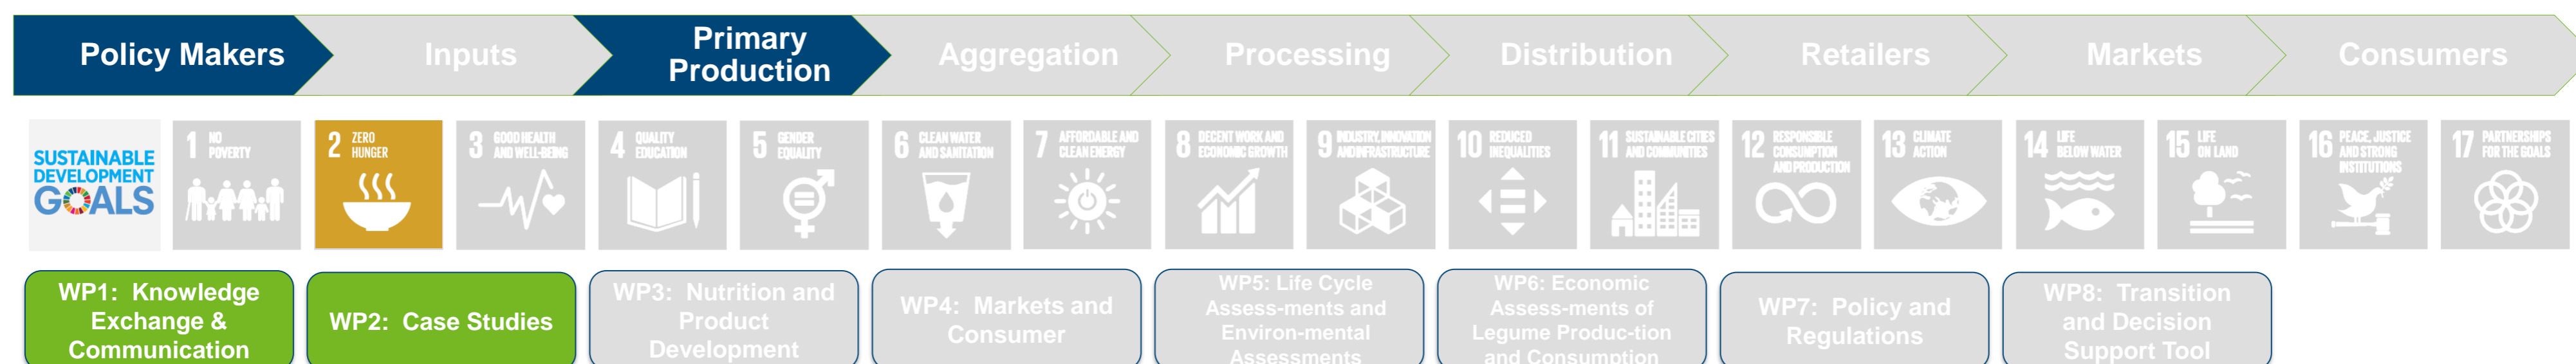 Policy Makers
Inputs
Primary
Production
Aggregation
Processing
Distribution
Retailers
Markets
Consumers
SUSTAINABLE
DEVELOPMENT
GOALS
1 NO
POVERTY
2 ZERO
HUNGER
3 GOOD HEALTH
AND WELL-BEING
4 QUALITY
EDUCATION
5 GENDER
EQUALITY
6 CLEAN WATER
AND SANITATION
7 AFFORDABLE AND
CLEAN ENERGY
8 DECENT WORK AND
ECONOMIC GROWTH
9 INDUSTRY, INNOVATION
AND INFRASTRUCTURE
10 REDUCED
INEQUALITIES
11 SUSTAINABLE CITIES
AND COMMUNITIES
12 RESPONSIBLE
CONSUMPTION
AND PRODUCTION
13 CLIMATE
ACTION
14 LIFE
BELOW WATER
15 LIFE
ON LAND
16 PEACE, JUSTICE
AND STRONG
INSTITUTIONS
17 PARTNERSHIPS
FOR THE GOALS
WP1: Knowledge
Exchange &
Communication
WP2: Case Studies
WP3: Nutrition and
Product
Development
WP4: Markets and
Consumer
WP5: Life Cycle
Assess-ments and
Environ-mental
Assessments
WP6: Economic
Assess-ments of
Legume Produc-tion
and Consumption
WP7: Policy and
Regulations
WP8: Transition
and Decision
Support Tool